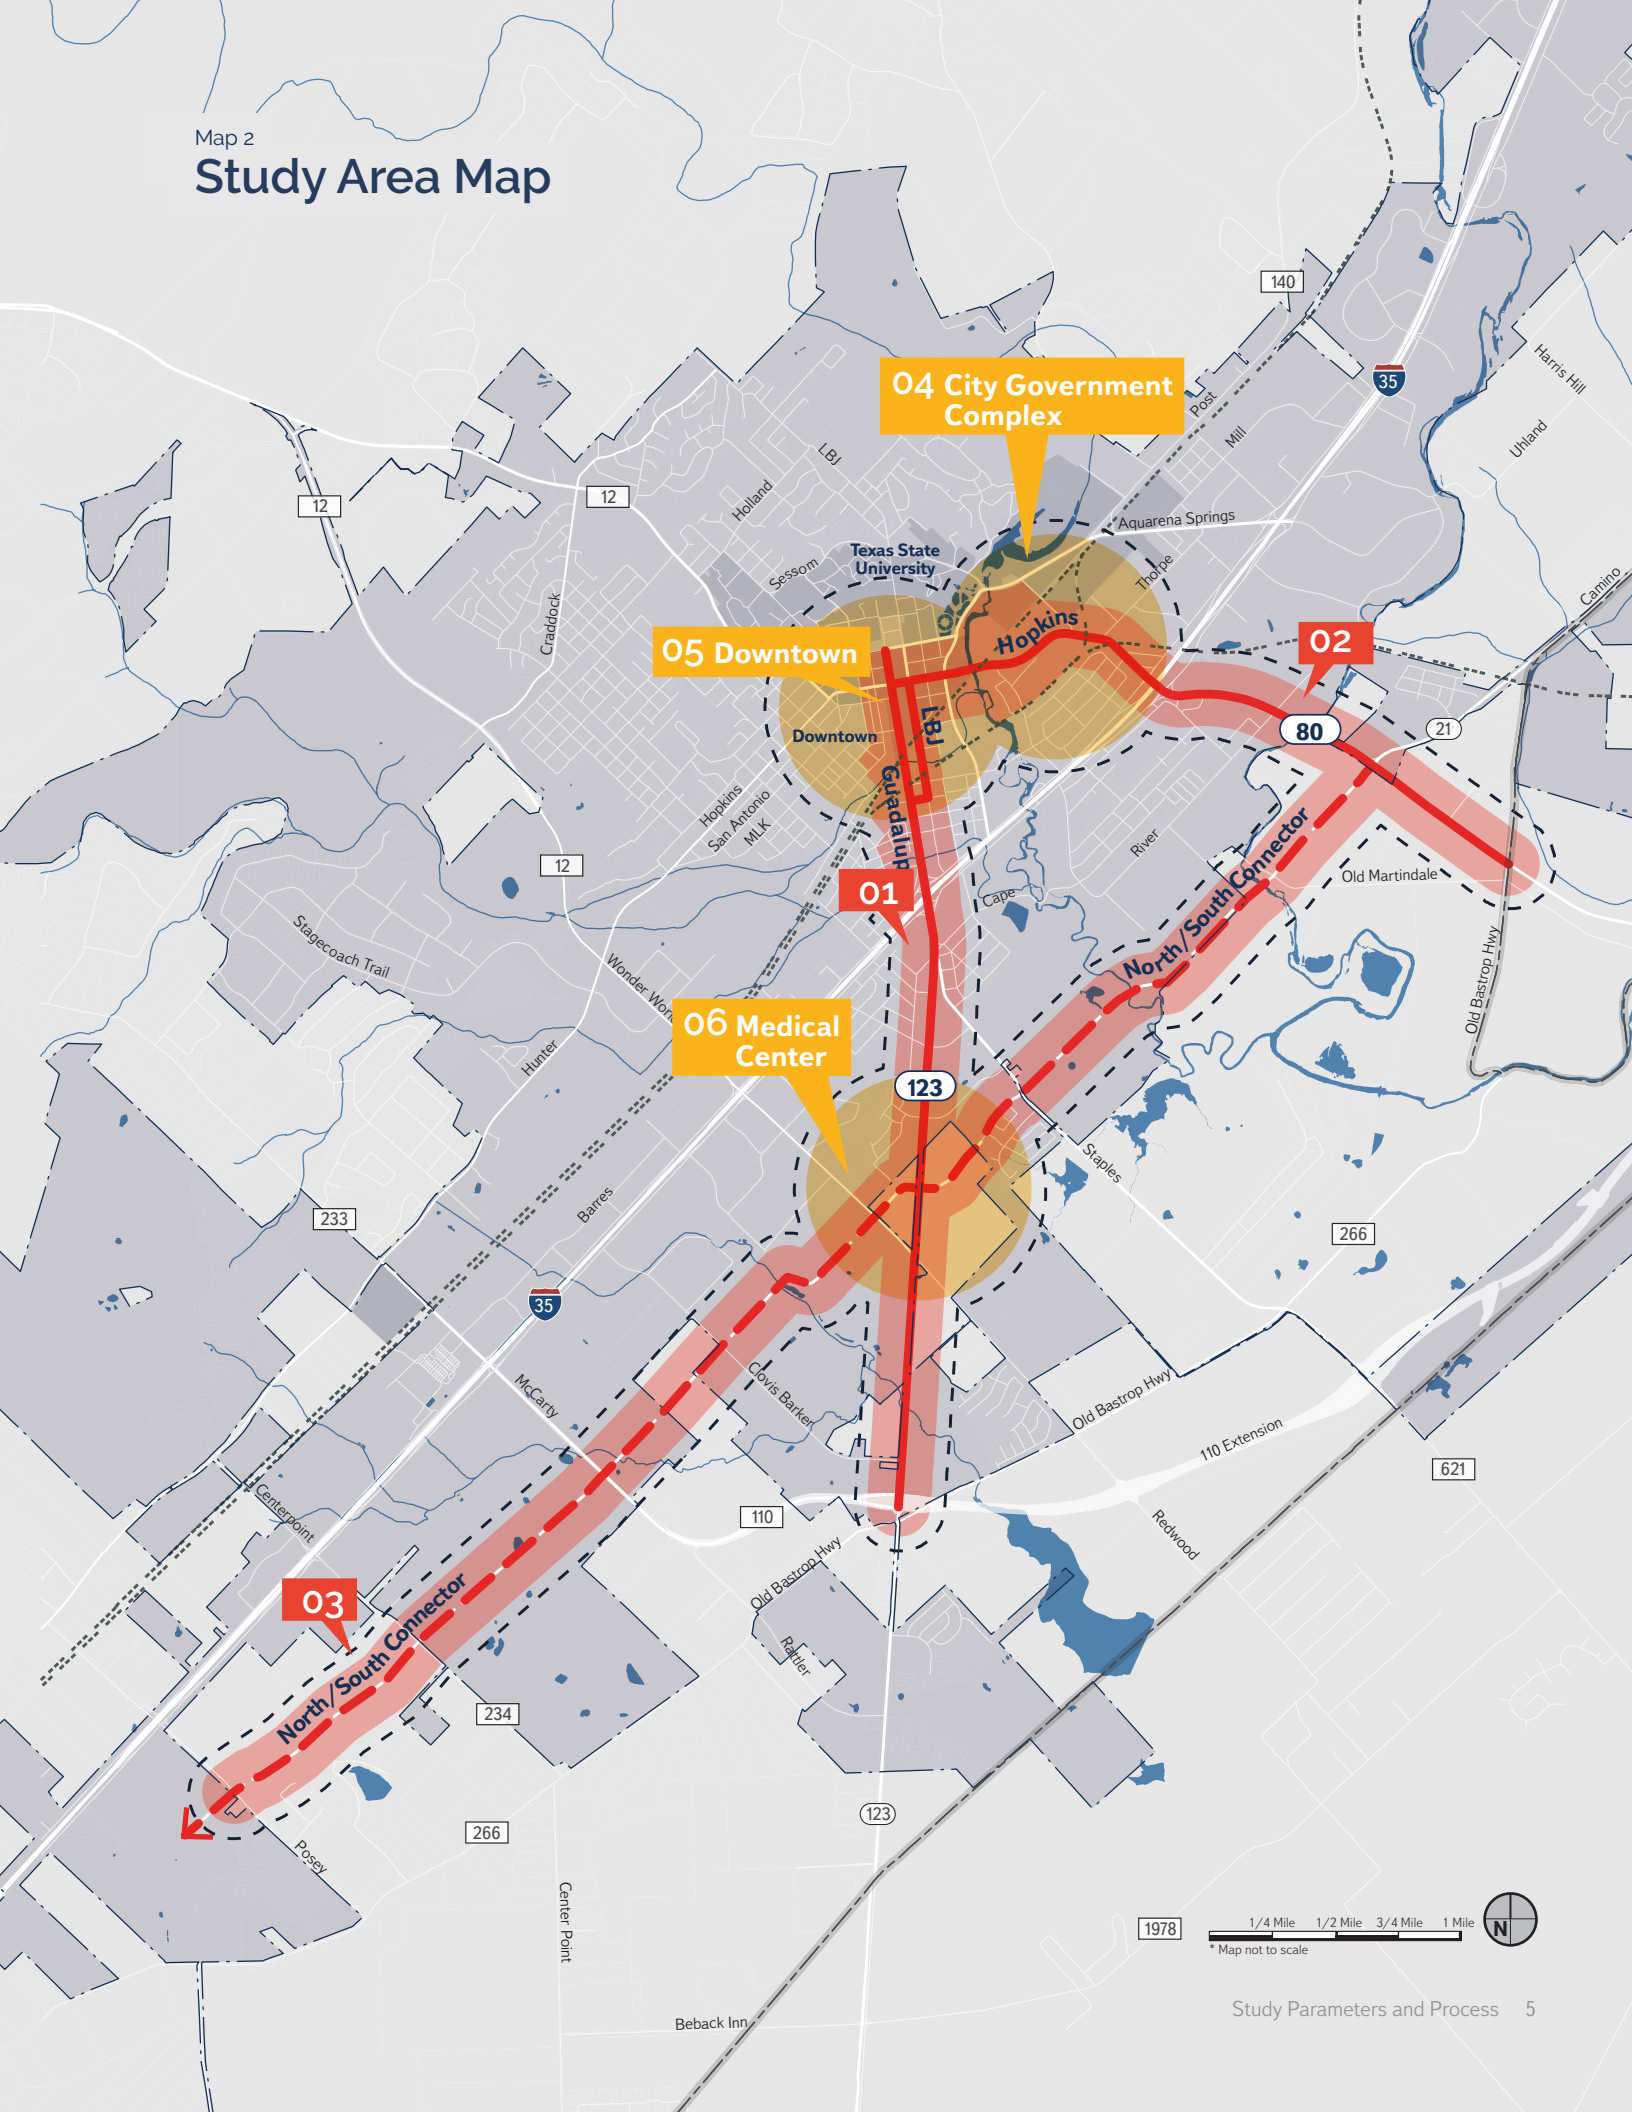 Map 2
Study Area Map
140
Harris Hill
35
04 City Government
Complex
Post
Mill
Uhland
LBJ
Holland
12
12
Aquarena Springs
Texas State
University
Sessom
Thorpe
Camino
Craddock
Hopkins
02
05 Downtown
LBJ
80
21
Downtown
Guadalup
Hopkins
San Antonio
MLK
River
North/South Connector
12
Old Martindale
01
Cape
Stagecoach Trail
Old Bastrop Hwy
Wonder Worl
06 Medical
Center
Hunter
123
Staples
Barres
233
266
35
McCarty
Clovis Barker
Old Bastrop Hwy
110 Extension
621
Centerpoint
110
Redwood
Old Bastrop Hwy
03
North/South Connector
Rattler
234
123
266
Posey
Center Point
1978
1/4 Mile 1/2 Mile 3/4 Mile 1 Mile
N
* Map not to scale
Study Parameters and Process 5
Beback Inn